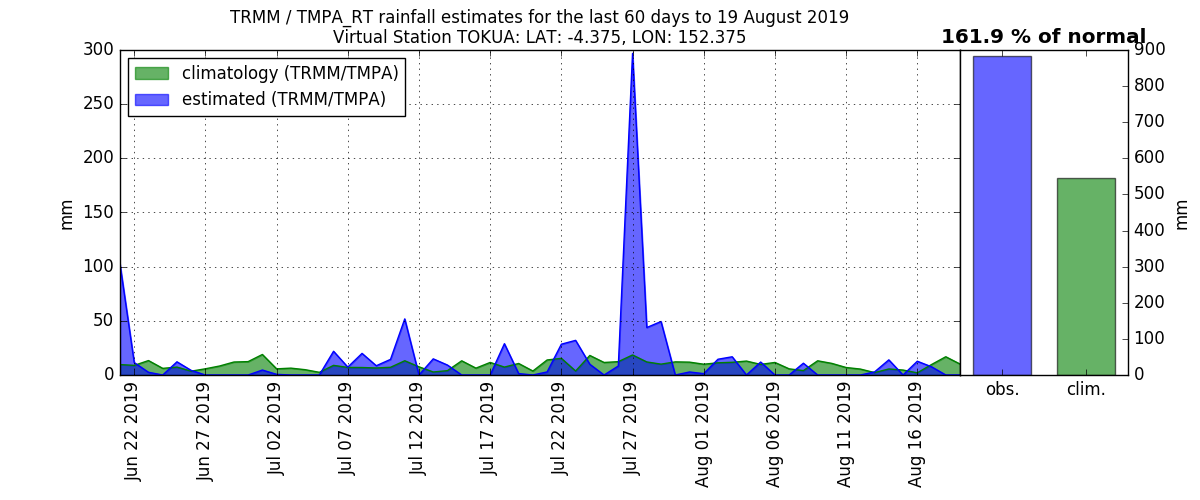 TRMM / TMPA_RT rainfall estimates for the last 60 days to 19 August 2019
Virtual Station TOKUA: LAT: -4.375, LON: 152.375
161.9 % of normal
climatology (TRMM/TMPA)
estimated (TRMM/TMPA)
300
250
200
150
100
50
0
mm
Jun 22 2019
Jun 27 2019
Jul 02 2019
Jul 07 2019
Jul 12 2019
Jul 17 2019
Jul 22 2019
Jul 27 2019
Aug 01 2019
Aug 06 2019
Aug 11 2019
Aug 16 2019
900
800
700
600
500
400
300
200
100
0
mm
obs.
clim.